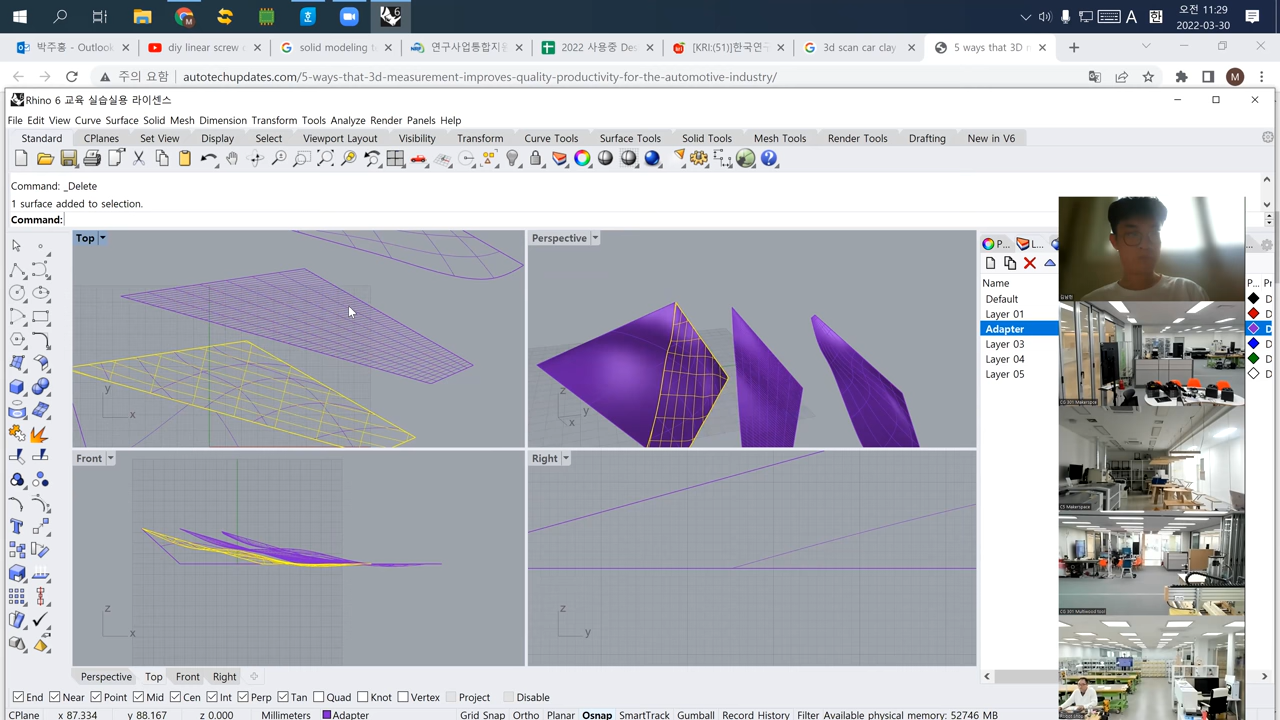 6
A
한
오전 11:29
2022-03-30
박주홍 - Outlook
diy linear screw
solid modeling t
연구사업통합지원
2022 사용중 De
[KRI:(51)]한국연구
3d scan car clay
5 ways that 3D m
주의 요함
autotechupdates.com/5-ways-that-3d-measurement-improves-quality-productivity-for-the-automotive-industry/
M
Rhino 6 교육 실습실용 라이센스
File Edit View Curve Surface Solid Mesh Dimension Transform Tools Analyze Render Panels Help
Standard CPlanes Set View Display Select Viewport Layout Visibility Transform Curve Tools Surface Tools Solid Tools Mesh Tools Render Tools Drafting New in V6
Command: _Delete
1 surface added to selection.
Command:
Top
Perspective
P...
L...
Name
P...
Default
Layer 01
Adapter
Layer 03
Layer 04
Layer 05
D
D
D
D
D
D
y
x
z
y
x
Front
Right
z
x
z
y
Perspective Top Front Right
End Near Point Mid Cen Int Perp Tan Quad Knot Vertex Project Disable
CPlane x 87.334 y 88.167 z 0.000 Millimeters Adapter Grid Snap Ortho Planar Osnap SmartTrack Gumball Record History Filter Available physical memory: 52746 MB